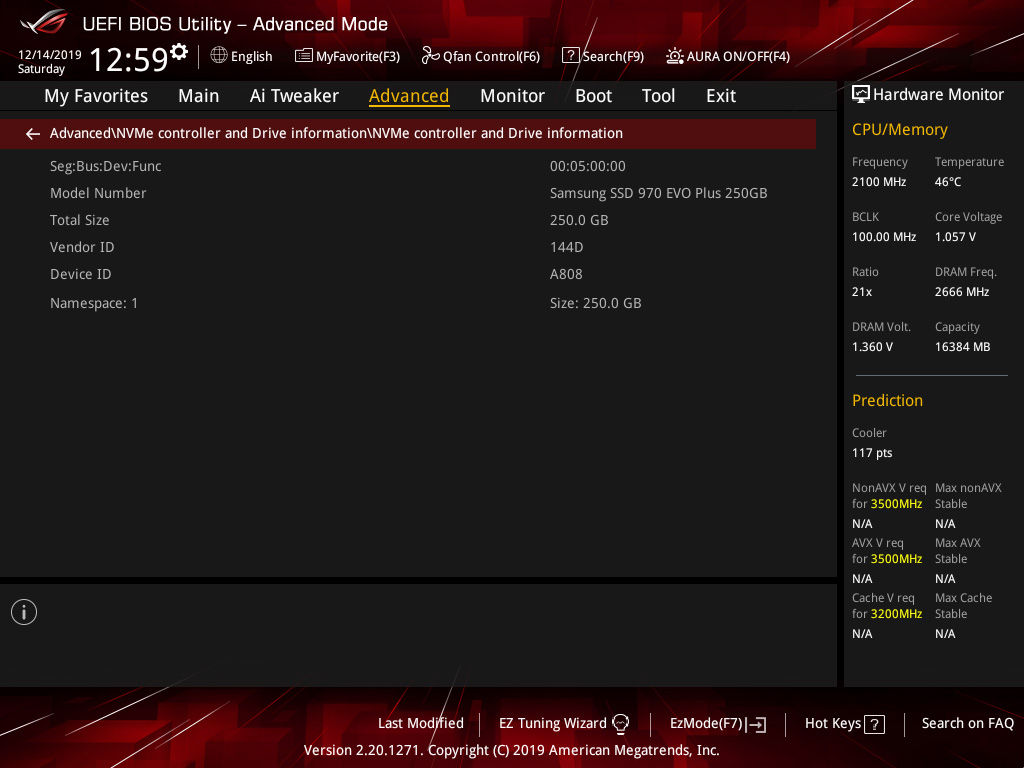 UEFI BIOS Utility – Advanced Mode
12/14/2019
Saturday
12:59
English
MyFavorite(F3)
Qfan Control(F6)
? Search(F9)
AURA ON/OFF(F4)
My Favorites Main Ai Tweaker Advanced Monitor Boot Tool Exit
Advanced\NVMe controller and Drive information\NVMe controller and Drive information
Seg:Bus:Dev:Func 00:05:00:00
Model Number Samsung SSD 970 EVO Plus 250GB
Total Size 250.0 GB
Vendor ID 144D
Device ID A808
Namespace: 1 Size: 250.0 GB
Hardware Monitor
CPU/Memory
Frequency Temperature
2100 MHz 46°C
BCLK Core Voltage
100.00 MHz 1.057 V
Ratio DRAM Freq.
21x 2666 MHz
DRAM Volt. Capacity
1.360 V 16384 MB
Prediction
Cooler
117 pts
NonAVX V req Max nonAVX
for 3500MHz Stable
N/A N/A
AVX V req Max AVX
for 3500MHz Stable
N/A N/A
Cache V req Max Cache
for 3200MHz Stable
N/A N/A
i
Last Modified
EZ Tuning Wizard
EzMode(F7)
Hot Keys ?
Search on FAQ
Version 2.20.1271. Copyright (C) 2019 American Megatrends, Inc.